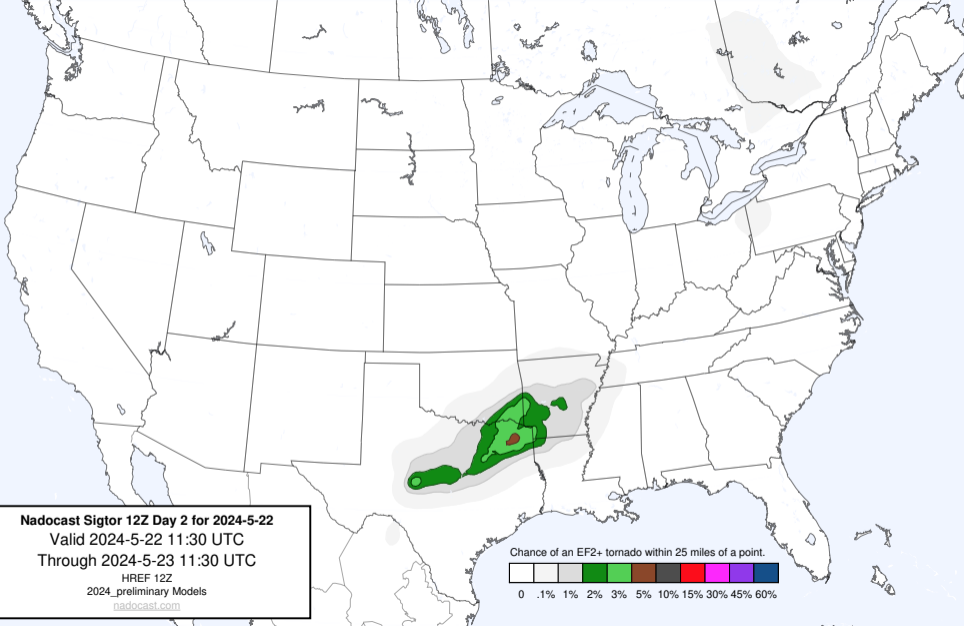 Nadocast Sigtor 12Z Day 2 for 2024-5-22
Valid 2024-5-22 11:30 UTC
Through 2024-5-23 11:30 UTC
HREF 12Z
2024_preliminary Models
nadocast.com
Chance of an EF2+ tornado within 25 miles of a point.
0 .1% 1% 2% 3% 5% 10% 15% 30% 45% 60%